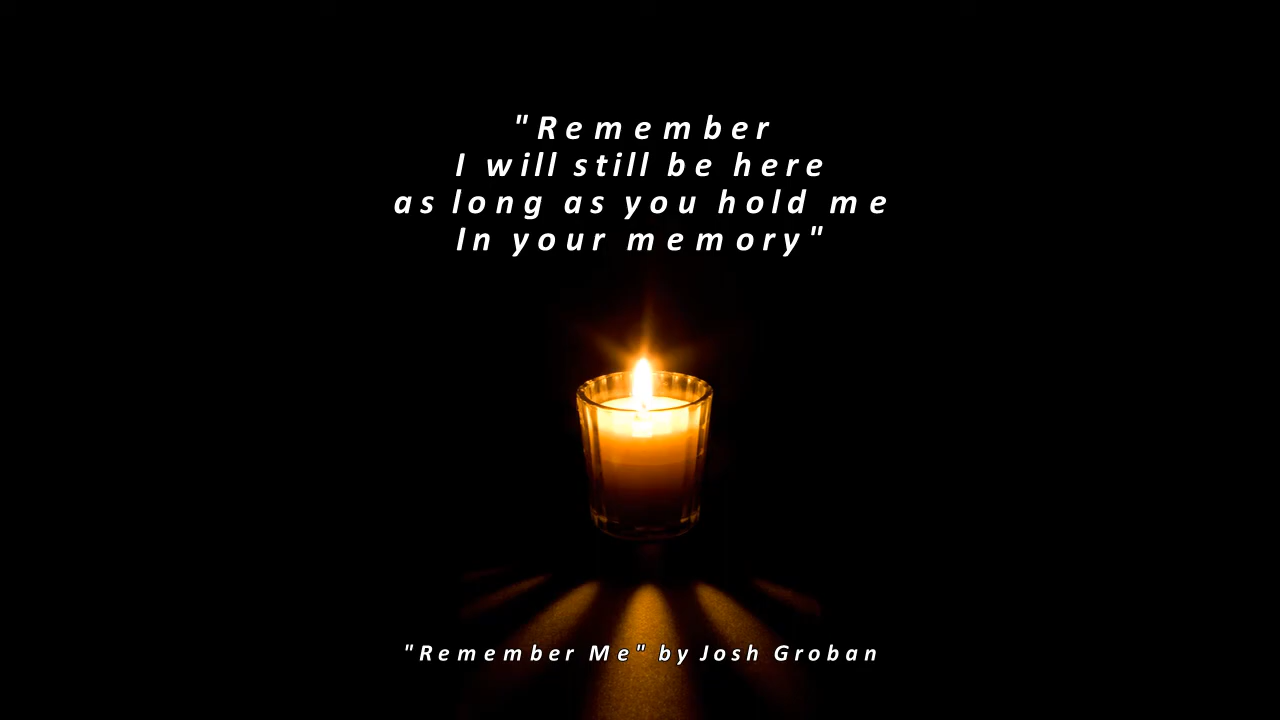 "Remember
I will still be here
as long as you hold me
In your memory"
"Remember Me" by Josh Groban